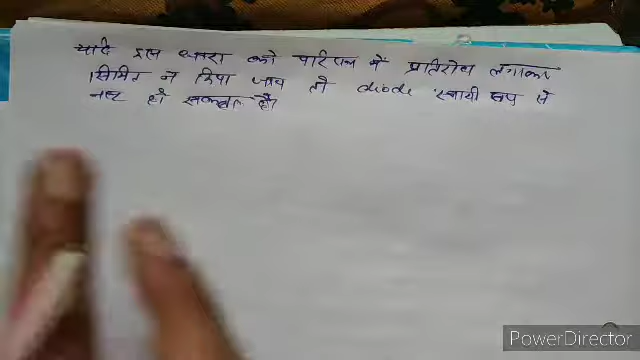 यदि इस धारा को परिपथ में प्रतिरोध लगाकर
सिमित न किया जाय तो diode स्थायी रूप से
नष्ट हो सकता है।
PowerDirector